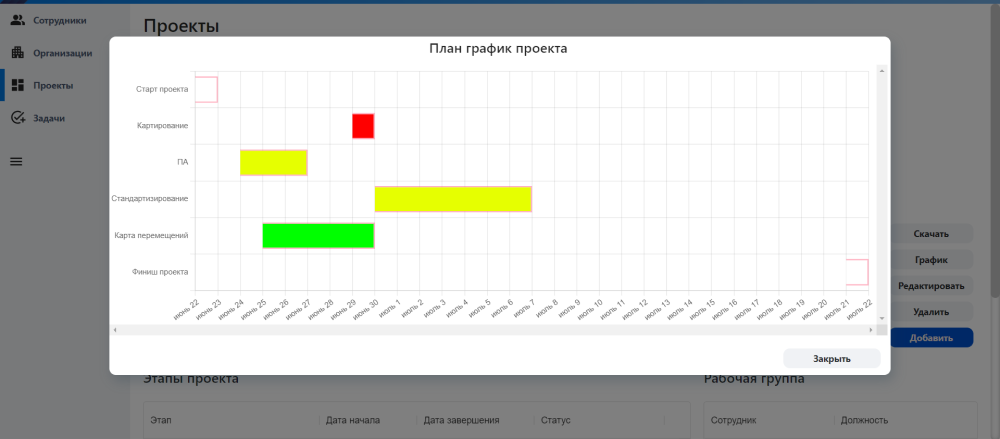 Сотрудники
Организации
Проекты
Задачи
Проекты
План график проекта
Старт проекта
Картирование
ПА
Стандартизирование
Карта перемещений
Финиш проекта
июнь 22
июнь 23
июнь 24
июнь 25
июнь 26
июнь 27
июнь 28
июнь 29
июнь 30
июль 1
июль 2
июль 3
июль 4
июль 5
июль 6
июль 7
июль 8
июль 9
июль 10
июль 11
июль 12
июль 13
июль 14
июль 15
июль 16
июль 17
июль 18
июль 19
июль 20
июль 21
июль 22
Закрыть
Скачать
График
Редактировать
Удалить
Добавить
Этапы проекта
Этап Дата начала Дата завершения Статус
Рабочая группа
Сотрудник Должность